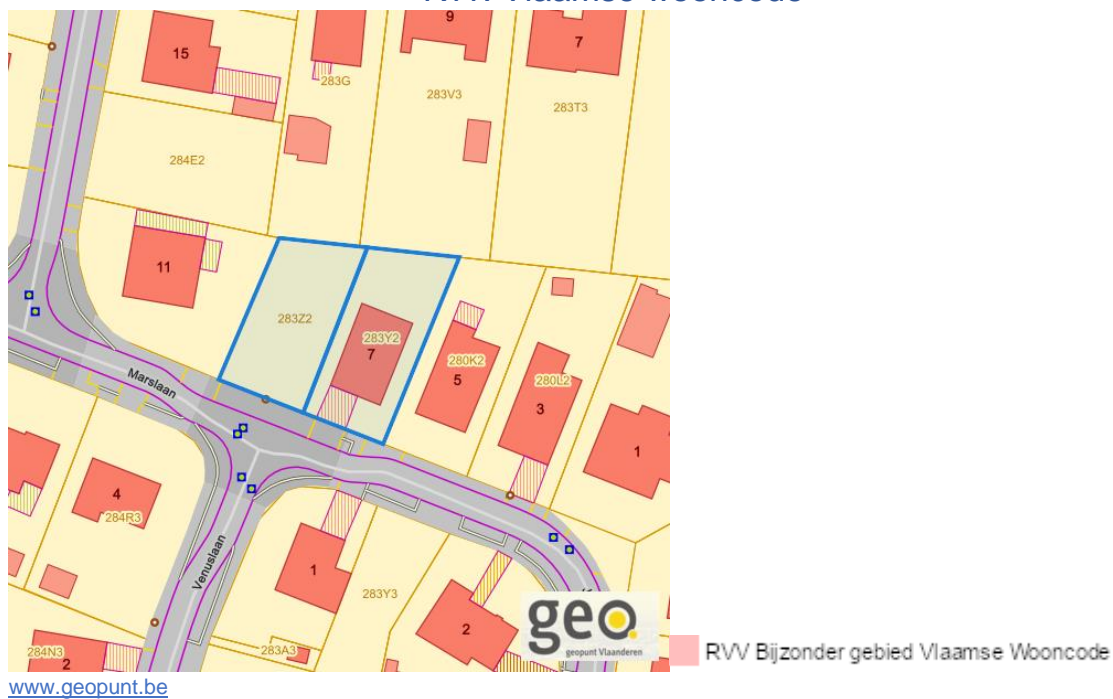 RVV Vlaamse wooncode
15
283G
9
7
283V3
283T3
284E2
11
283Z2
283Y2
7
280K2
5
280L2
3
1
Marslaan
4
284R3
Venuslaan
1
283Y3
2
284N3
2
283A3
geo.
geopunt Vlaanderen
RVV Bijzonder gebied Vlaamse Wooncode
www.geopunt.be